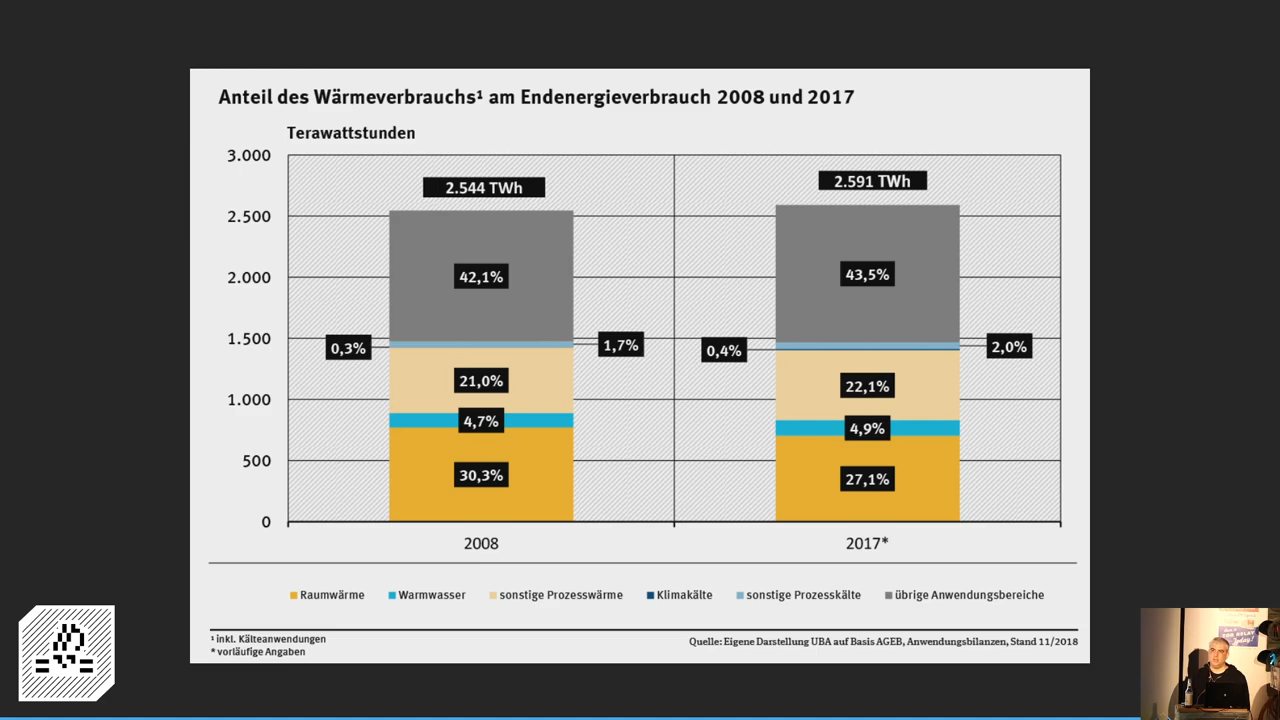 Anteil des Wärmeverbrauchs¹ am Endenergieverbrauch 2008 und 2017
Terawattstunden
3.000
2.500
2.000
1.500
1.000
500
0
2.544 TWh
42,1%
0,3%
1,7%
21,0%
4,7%
30,3%
2008
2.591 TWh
43,5%
0,4%
2,0%
22,1%
4,9%
27,1%
2017*
Raumwärme
Warmwasser
sonstige Prozesswärme
Klimakälte
sonstige Prozesskälte
übrige Anwendungsbereiche
¹ inkl. Kälteanwendungen
* vorläufige Angaben
Quelle: Eigene Darstellung UBA auf Basis AGEB, Anwendungsbilanzen, Stand 11/2018